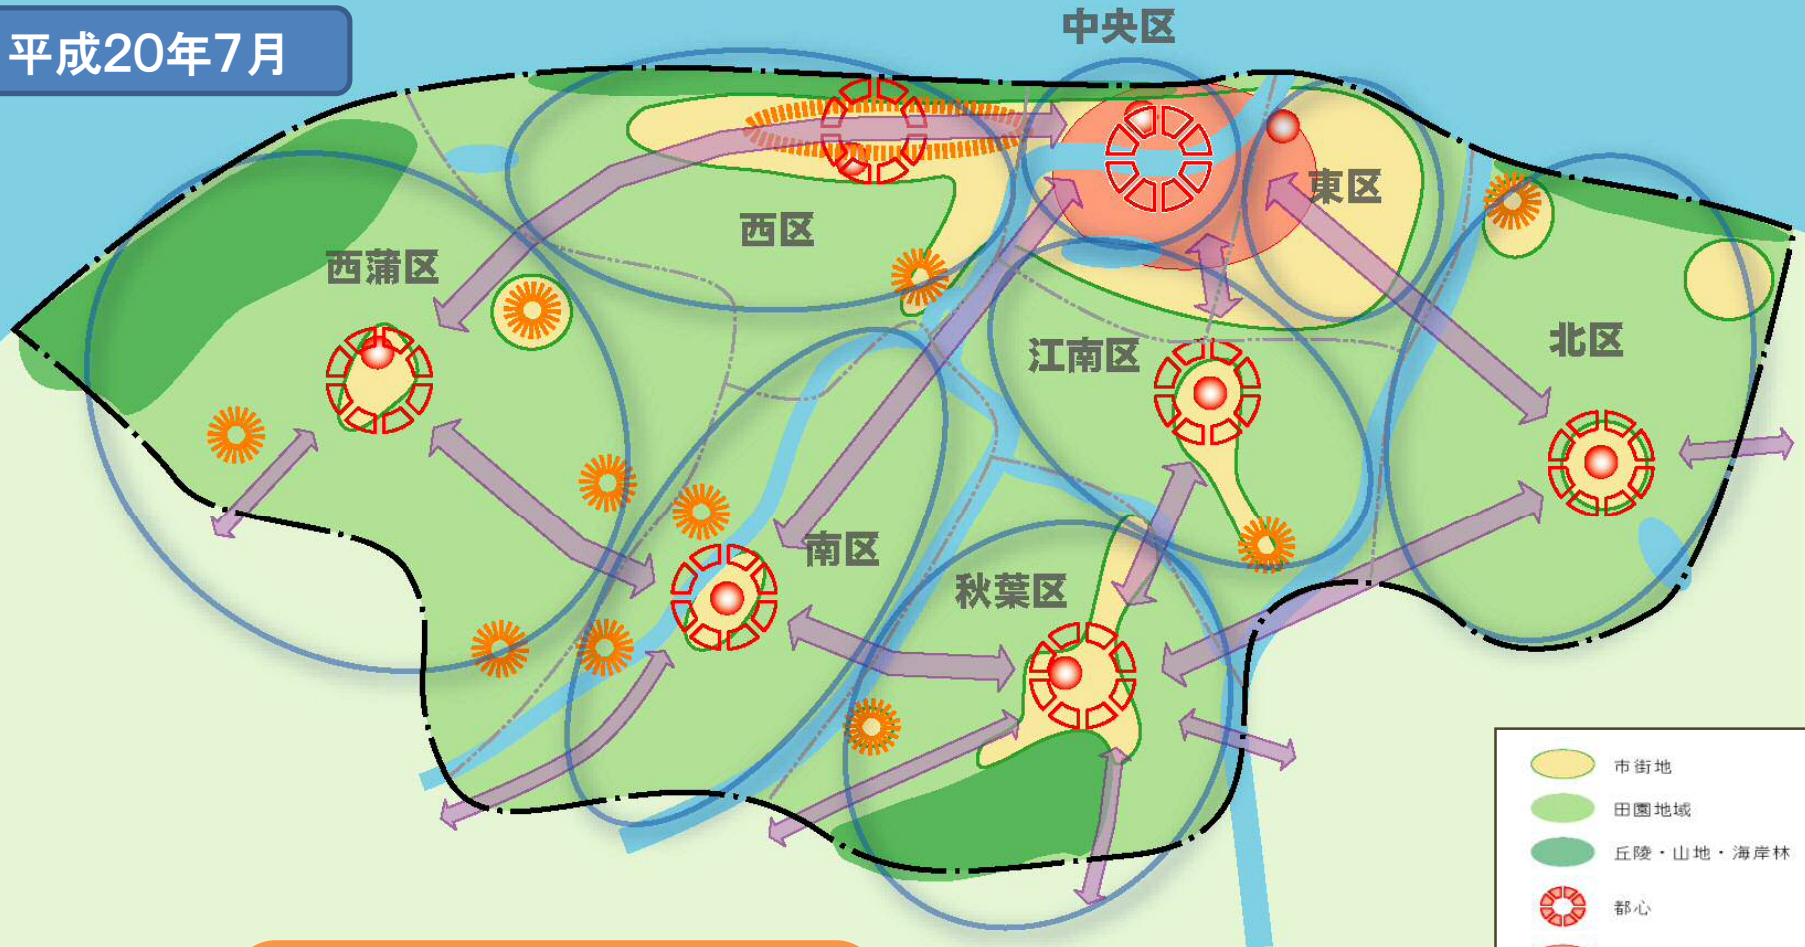 平成20年7月
中央区
東区
西区
西蒲区
江南区
北区
南区
秋葉区
市街地
田園地域
丘陵・山地・海岸林
都心